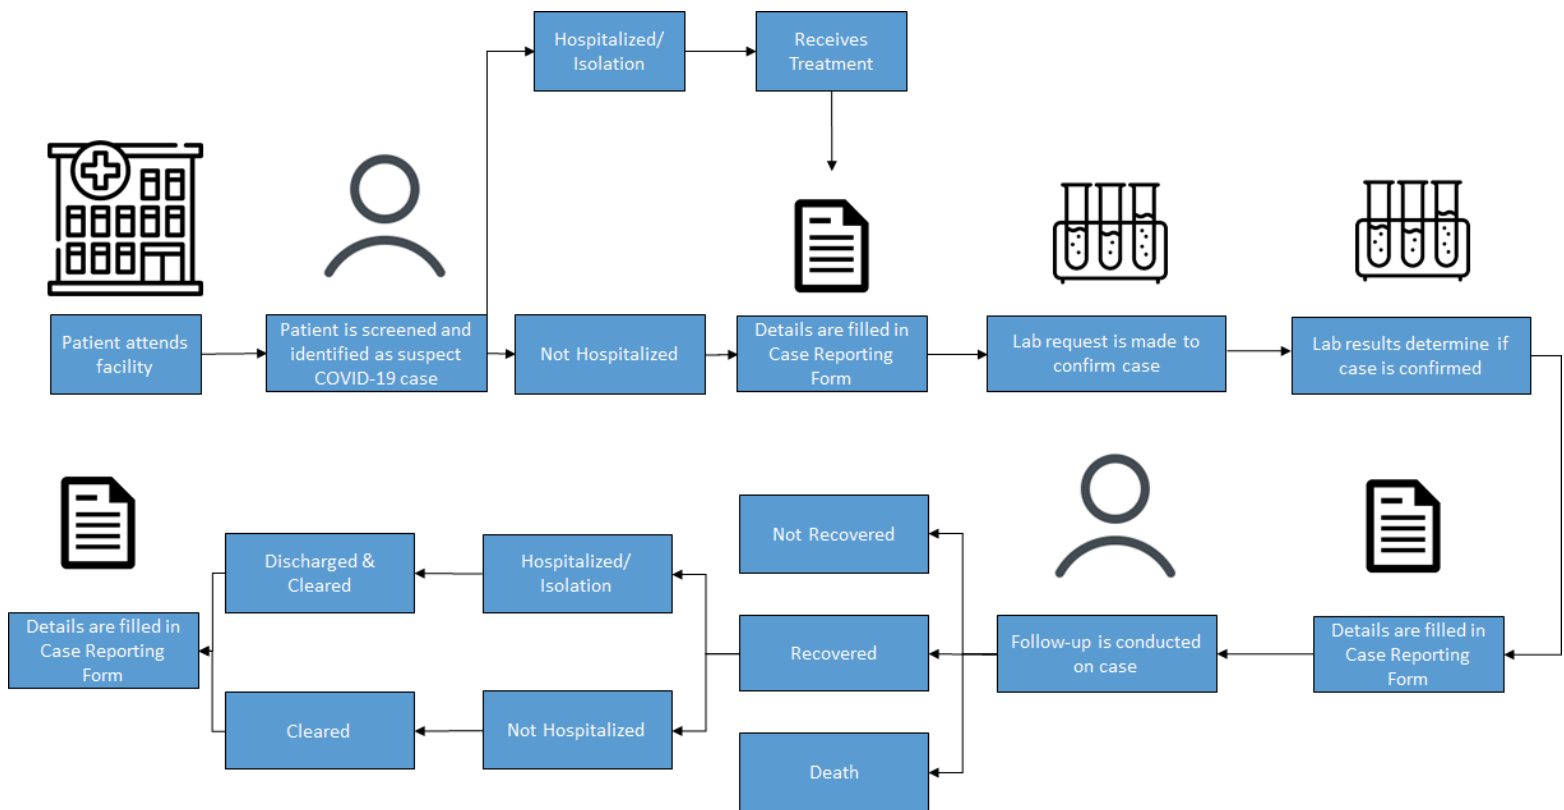 Hospitalized/
Isolation
Receives
Treatment
Patient attends
facility
Patient is screened and
identified as suspect
COVID-19 case
Not Hospitalized
Details are filled in
Case Reporting
Form
Lab request is made to
confirm case
Lab results determine if
case is confirmed
Details are filled in
Case Reporting
Form
Follow-up is conducted
on case
Not Recovered
Recovered
Death
Hospitalized/
Isolation
Not Hospitalized
Discharged &
Cleared
Cleared
Details are filled in
Case Reporting
Form